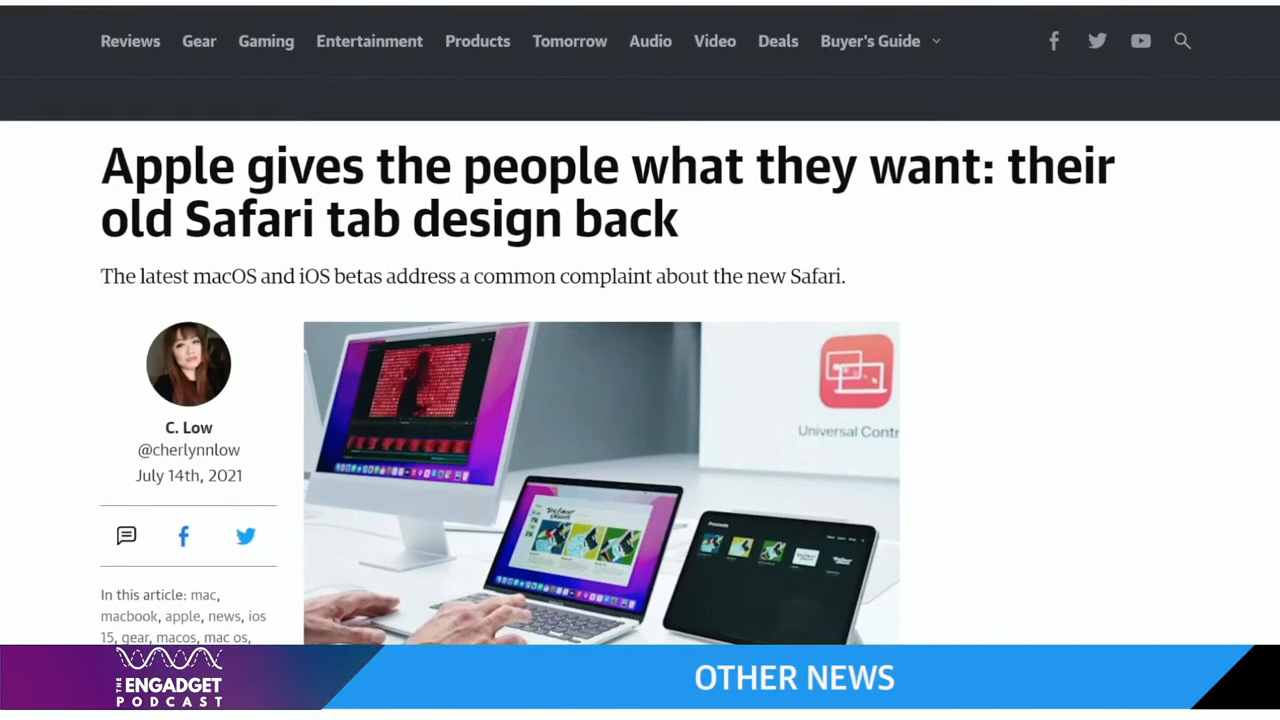 Reviews Gear Gaming Entertainment Products Tomorrow Audio Video Deals Buyer's Guide
Apple gives the people what they want: their
old Safari tab design back
The latest macOS and iOS betas address a common complaint about the new Safari.
C. Low
@cherlynnlow
July 14th, 2021
In this article: mac,
macbook, apple, news, ios
15, gear, macos, mac os,
Universal Contr
THE ENGADGET
PODCAST
OTHER NEWS